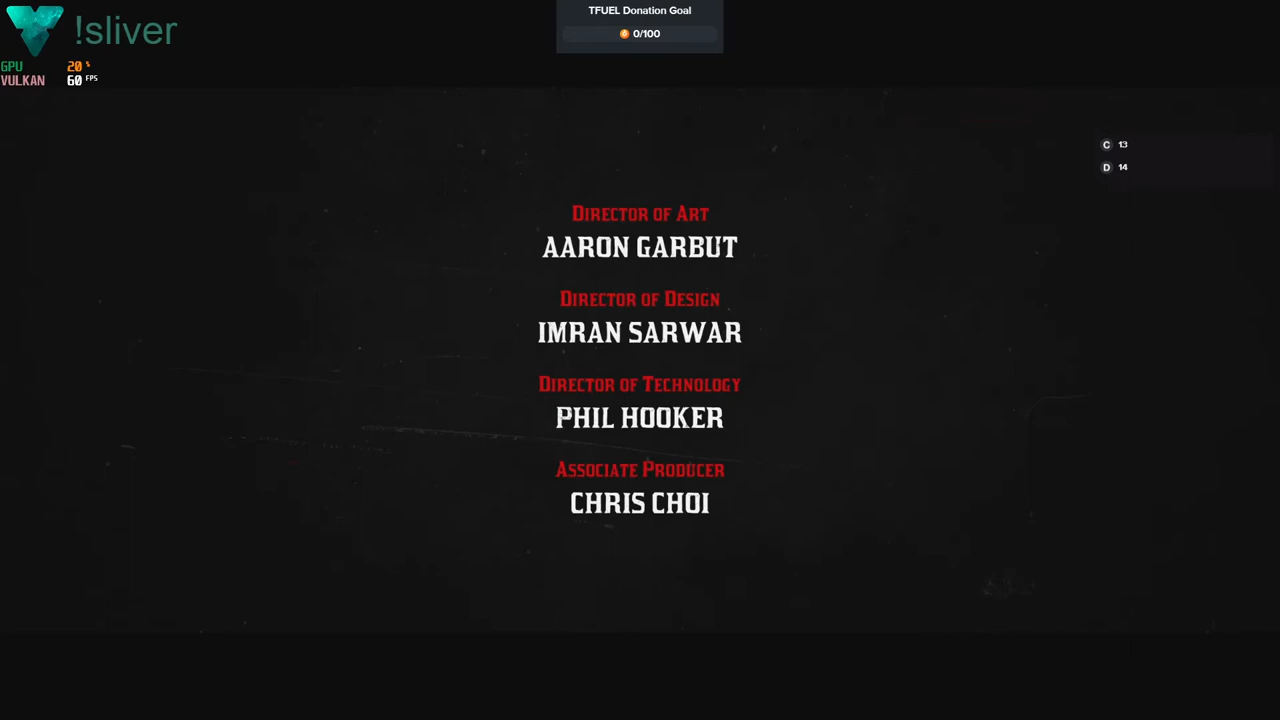 !sliver
TFUEL Donation Goal
0/100
GPU 20 %
VULKAN 60 FPS
C 13
D 14
DIRECTOR OF ART
AARON GARBUT
DIRECTOR OF DESIGN
IMRAN SARWAR
DIRECTOR OF TECHNOLOGY
PHIL HOOKER
ASSOCIATE PRODUCER
CHRIS CHOI